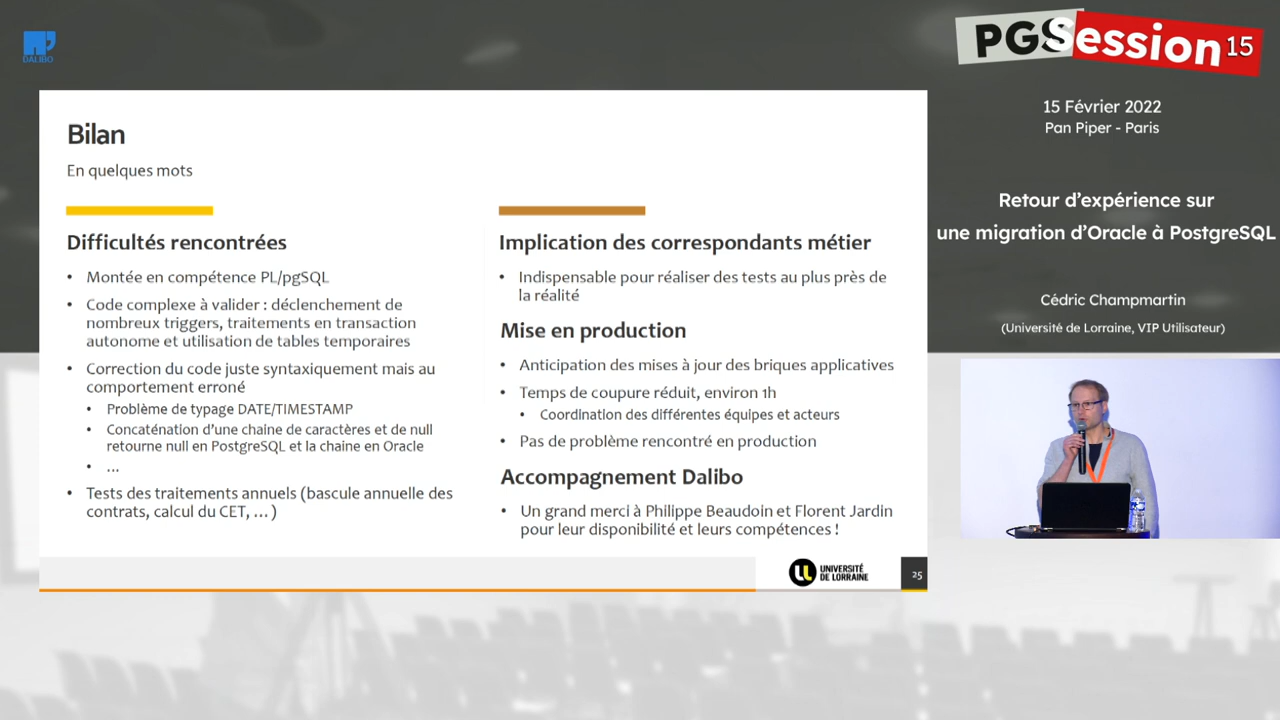 DALIBO
PGSession 15
15 Février 2022
Pan Piper - Paris
Retour d'expérience sur
une migration d'Oracle à PostgreSQL
Cédric Champmartin
(Université de Lorraine, VIP Utilisateur)
Bilan
En quelques mots
Difficultés rencontrées
• Montée en compétence PL/pgSQL
• Code complexe à valider : déclenchement de
nombreux triggers, traitements en transaction
autonome et utilisation de tables temporaires
• Correction du code juste syntaxiquement mais au
comportement erroné
• Problème de typage DATE/TIMESTAMP
• Concaténation d'une chaine de caractères et de null
retourne null en PostgreSQL et la chaine en Oracle
• ...
• Tests des traitements annuels (bascule annuelle des
contrats, calcul du CET, ... )
Implication des correspondants métier
• Indispensable pour réaliser des tests au plus près de
la réalité
Mise en production
• Anticipation des mises à jour des briques applicatives
• Temps de coupure réduit, environ 1h
• Coordination des différentes équipes et acteurs
• Pas de problème rencontré en production
Accompagnement Dalibo
• Un grand merci à Philippe Beaudoin et Florent Jardin
pour leur disponibilité et leurs compétences !
UNIVERSITÉ
DE LORRAINE
25